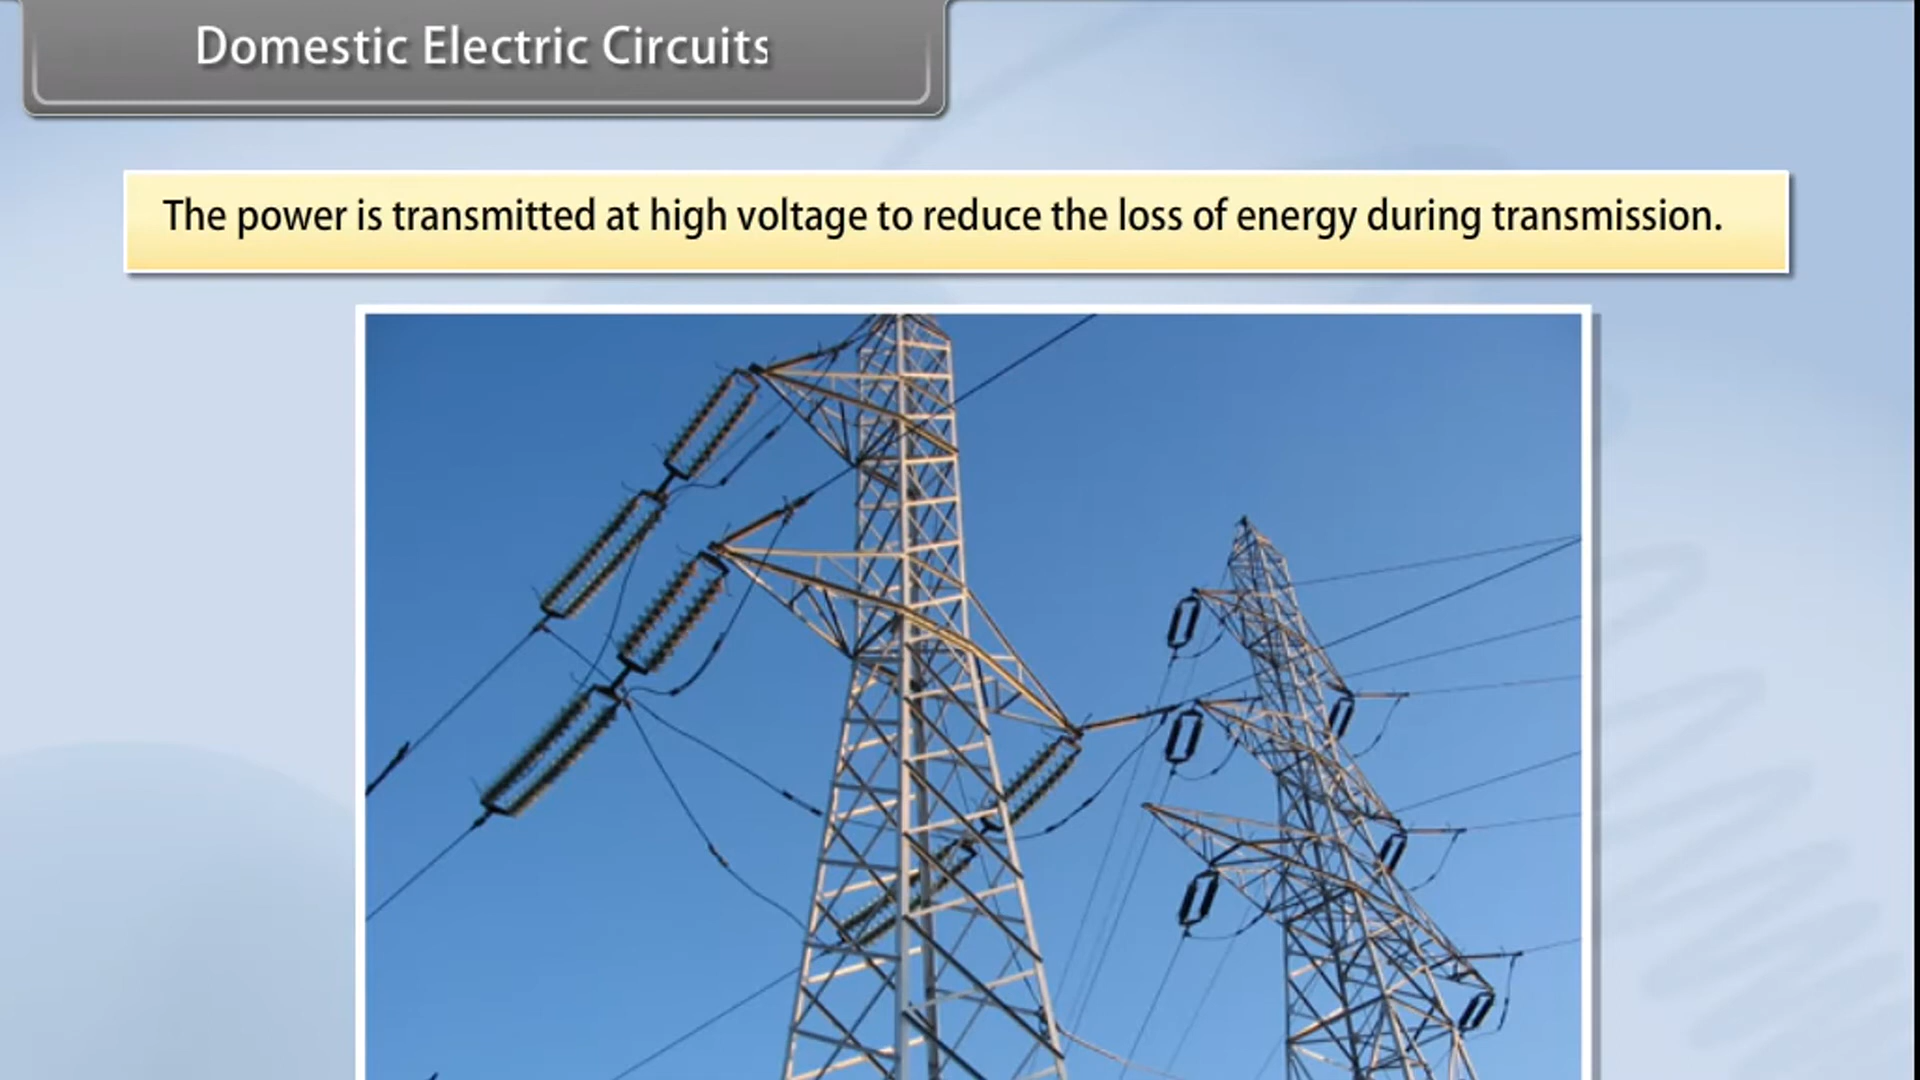 Domestic Electric Circuits
The power is transmitted at high voltage to reduce the loss of energy during transmission.